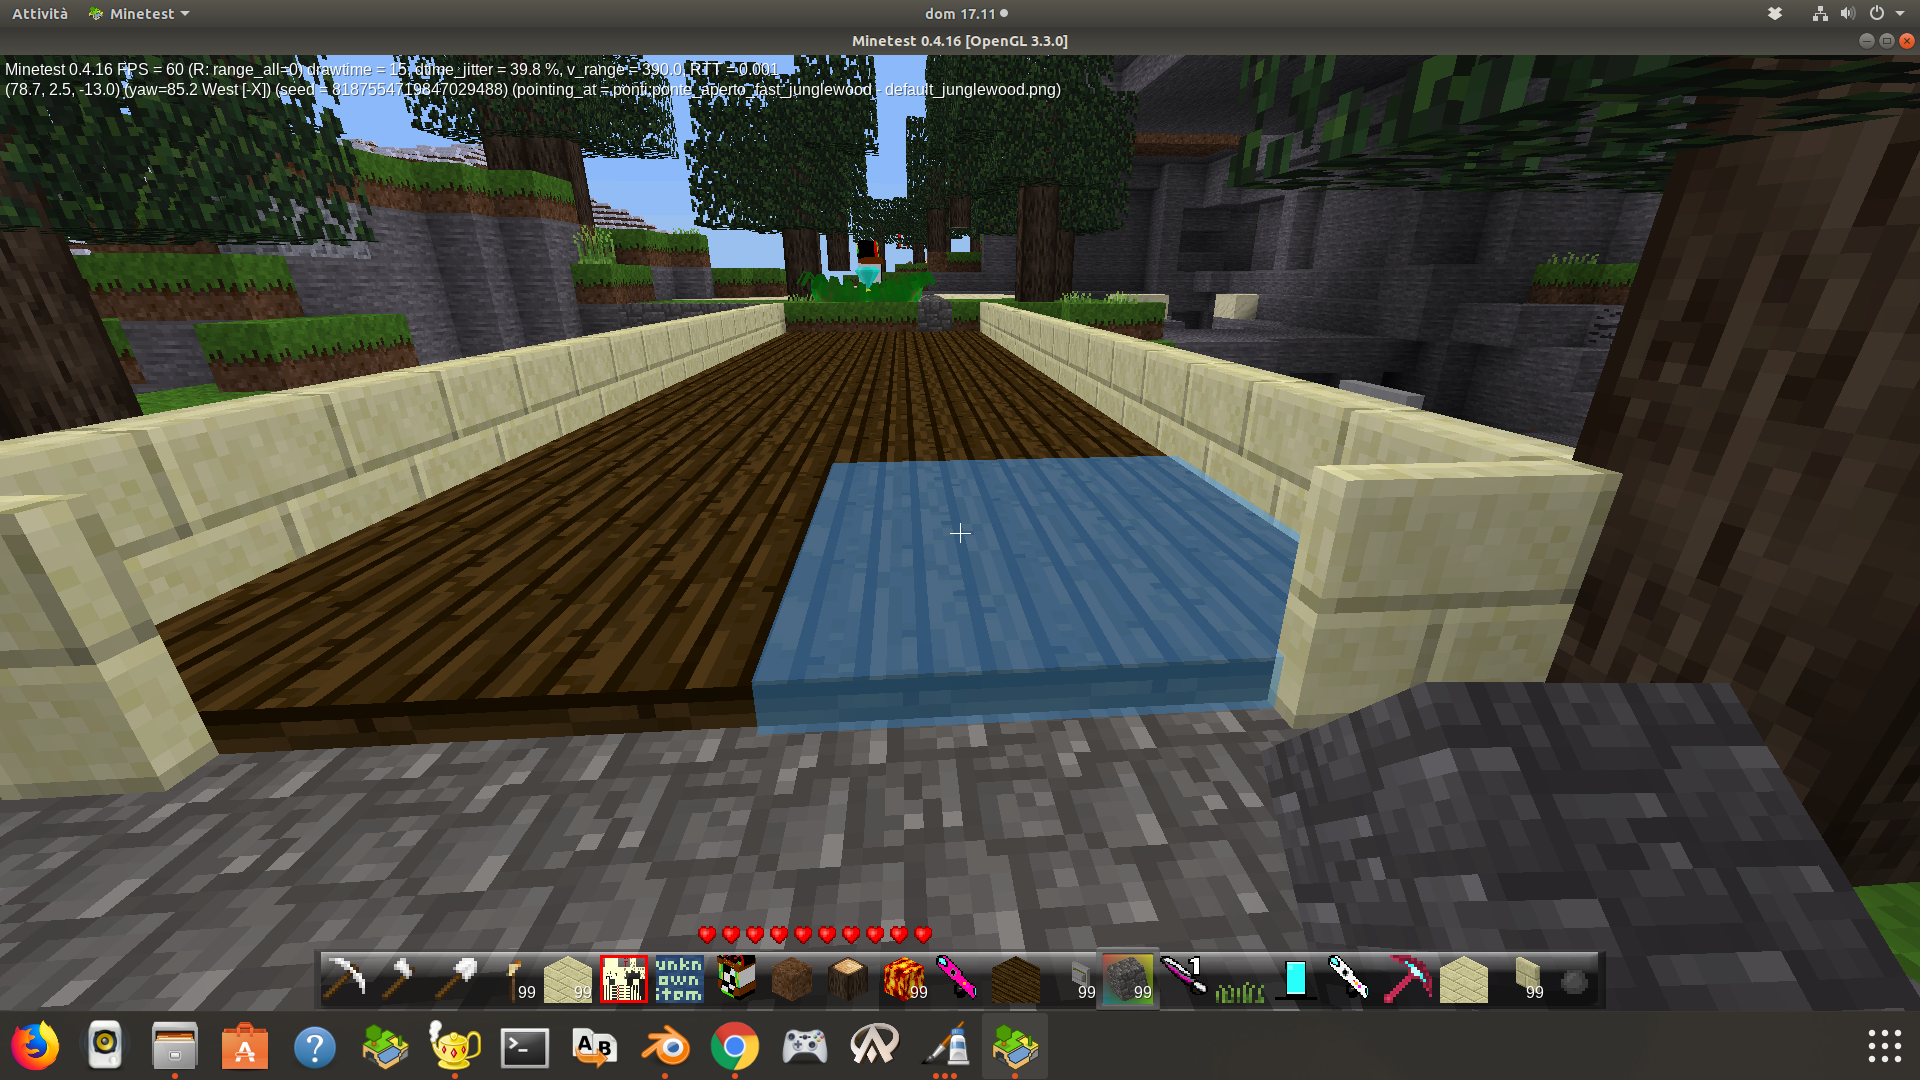 Attività Minetest dom 17.11
Minetest 0.4.16 [OpenGL 3.3.0]
Minetest 0.4.16 FPS = 60 (R: range_all=0) drawtime = 15, dtime_jitter = 39.8 %, v_range = 390.0, RTT = 0.001
(78.7, 2.5, -13.0) (yaw=85.2 West [-X]) (seed = 8187554719847029488) (pointing_at = ponti:ponte_aperto_fast_junglewood - default_junglewood.png)
unkn
own
item
1
99 99 99 99 99 99
A ? >_ A B